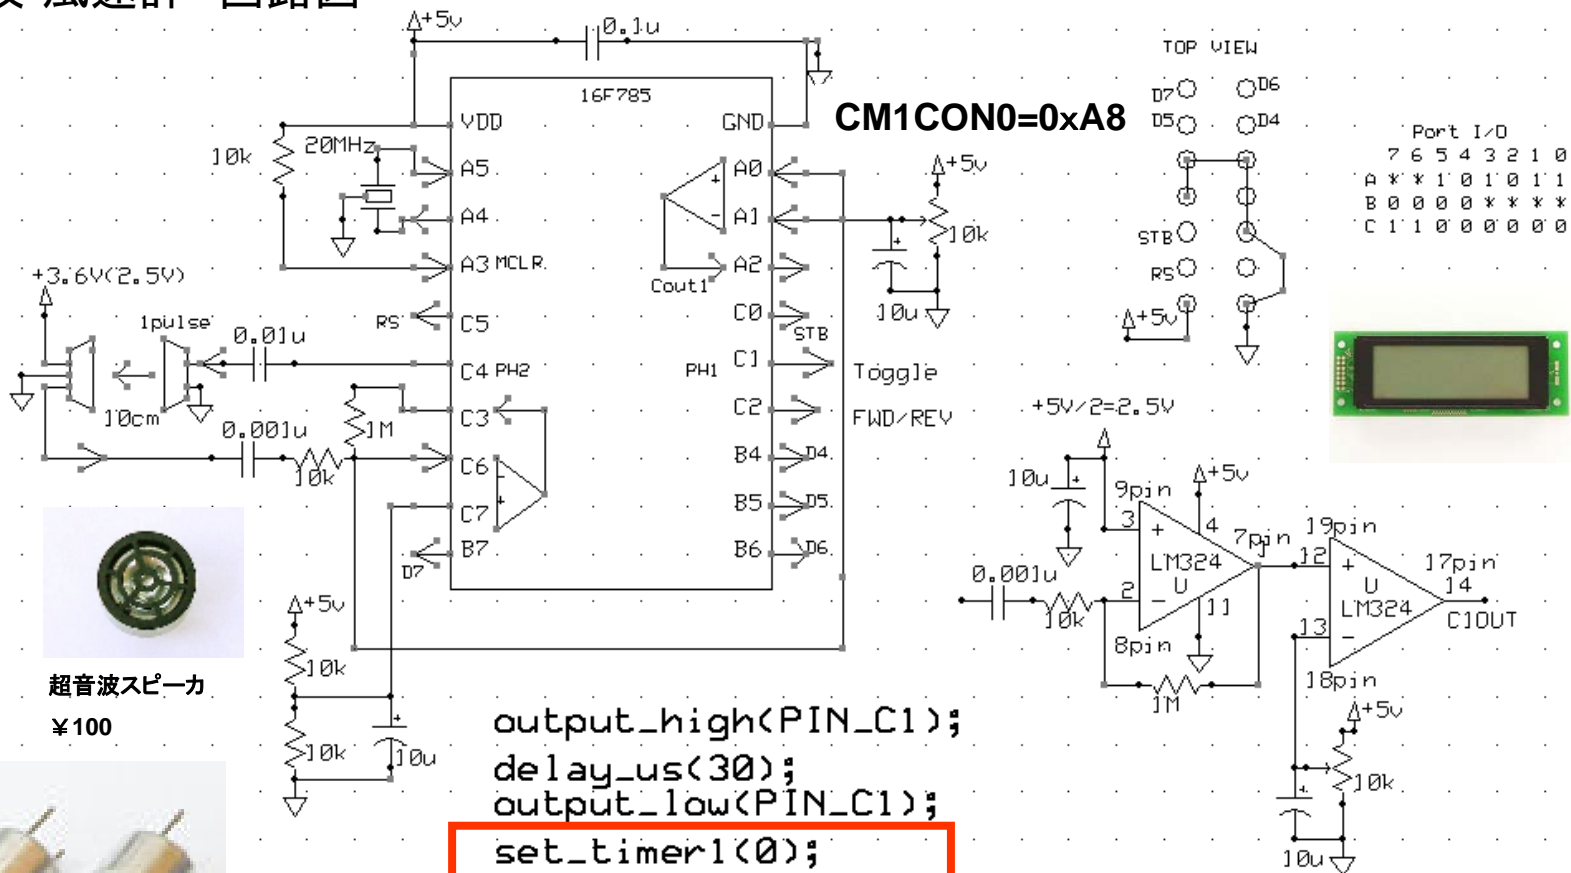 風速計 回路図
+5v
0.1u
16F785
CM1CON0=0xA8
VDD
GND
10k
20MHz
A5
A0
+5v
A4
A1
10k
A3 MCLR
A2
Cout1
10u
+3.6V(2.5V)
1pulse
0.01u
RS
C5
C0
STB
C4 PH2
PH1 C1
Toggle
10cm
1M
C3
C2
FWD/REV
0.001u
10k
C6
B4
D4
C7
B5
D5
D7
B7
B6
D6
+5v
10k
10k
10u
TOP VIEW
D7
D6
D5
D4
STB
RS
+5v
Port I/O
7 6 5 4 3 2 1 0
A * * 1 0 1 0 1 1
B 0 0 0 0 * * * *
C 1 1 0 0 0 0 0 0
+5V/2=2.5V
10u
9pin
+5v
3
+
4
7pin
1
19pin
12
+
17pin
14
LM324
U
U
LM324
C1OUT
0.001u
10k
2
-
11
13
-
8pin
18pin
1M
+5v
10k
10u
超音波スピーカ
￥100
output_high(PIN_C1);
delay_us(30);
output_low(PIN_C1);
set_timer1(0);